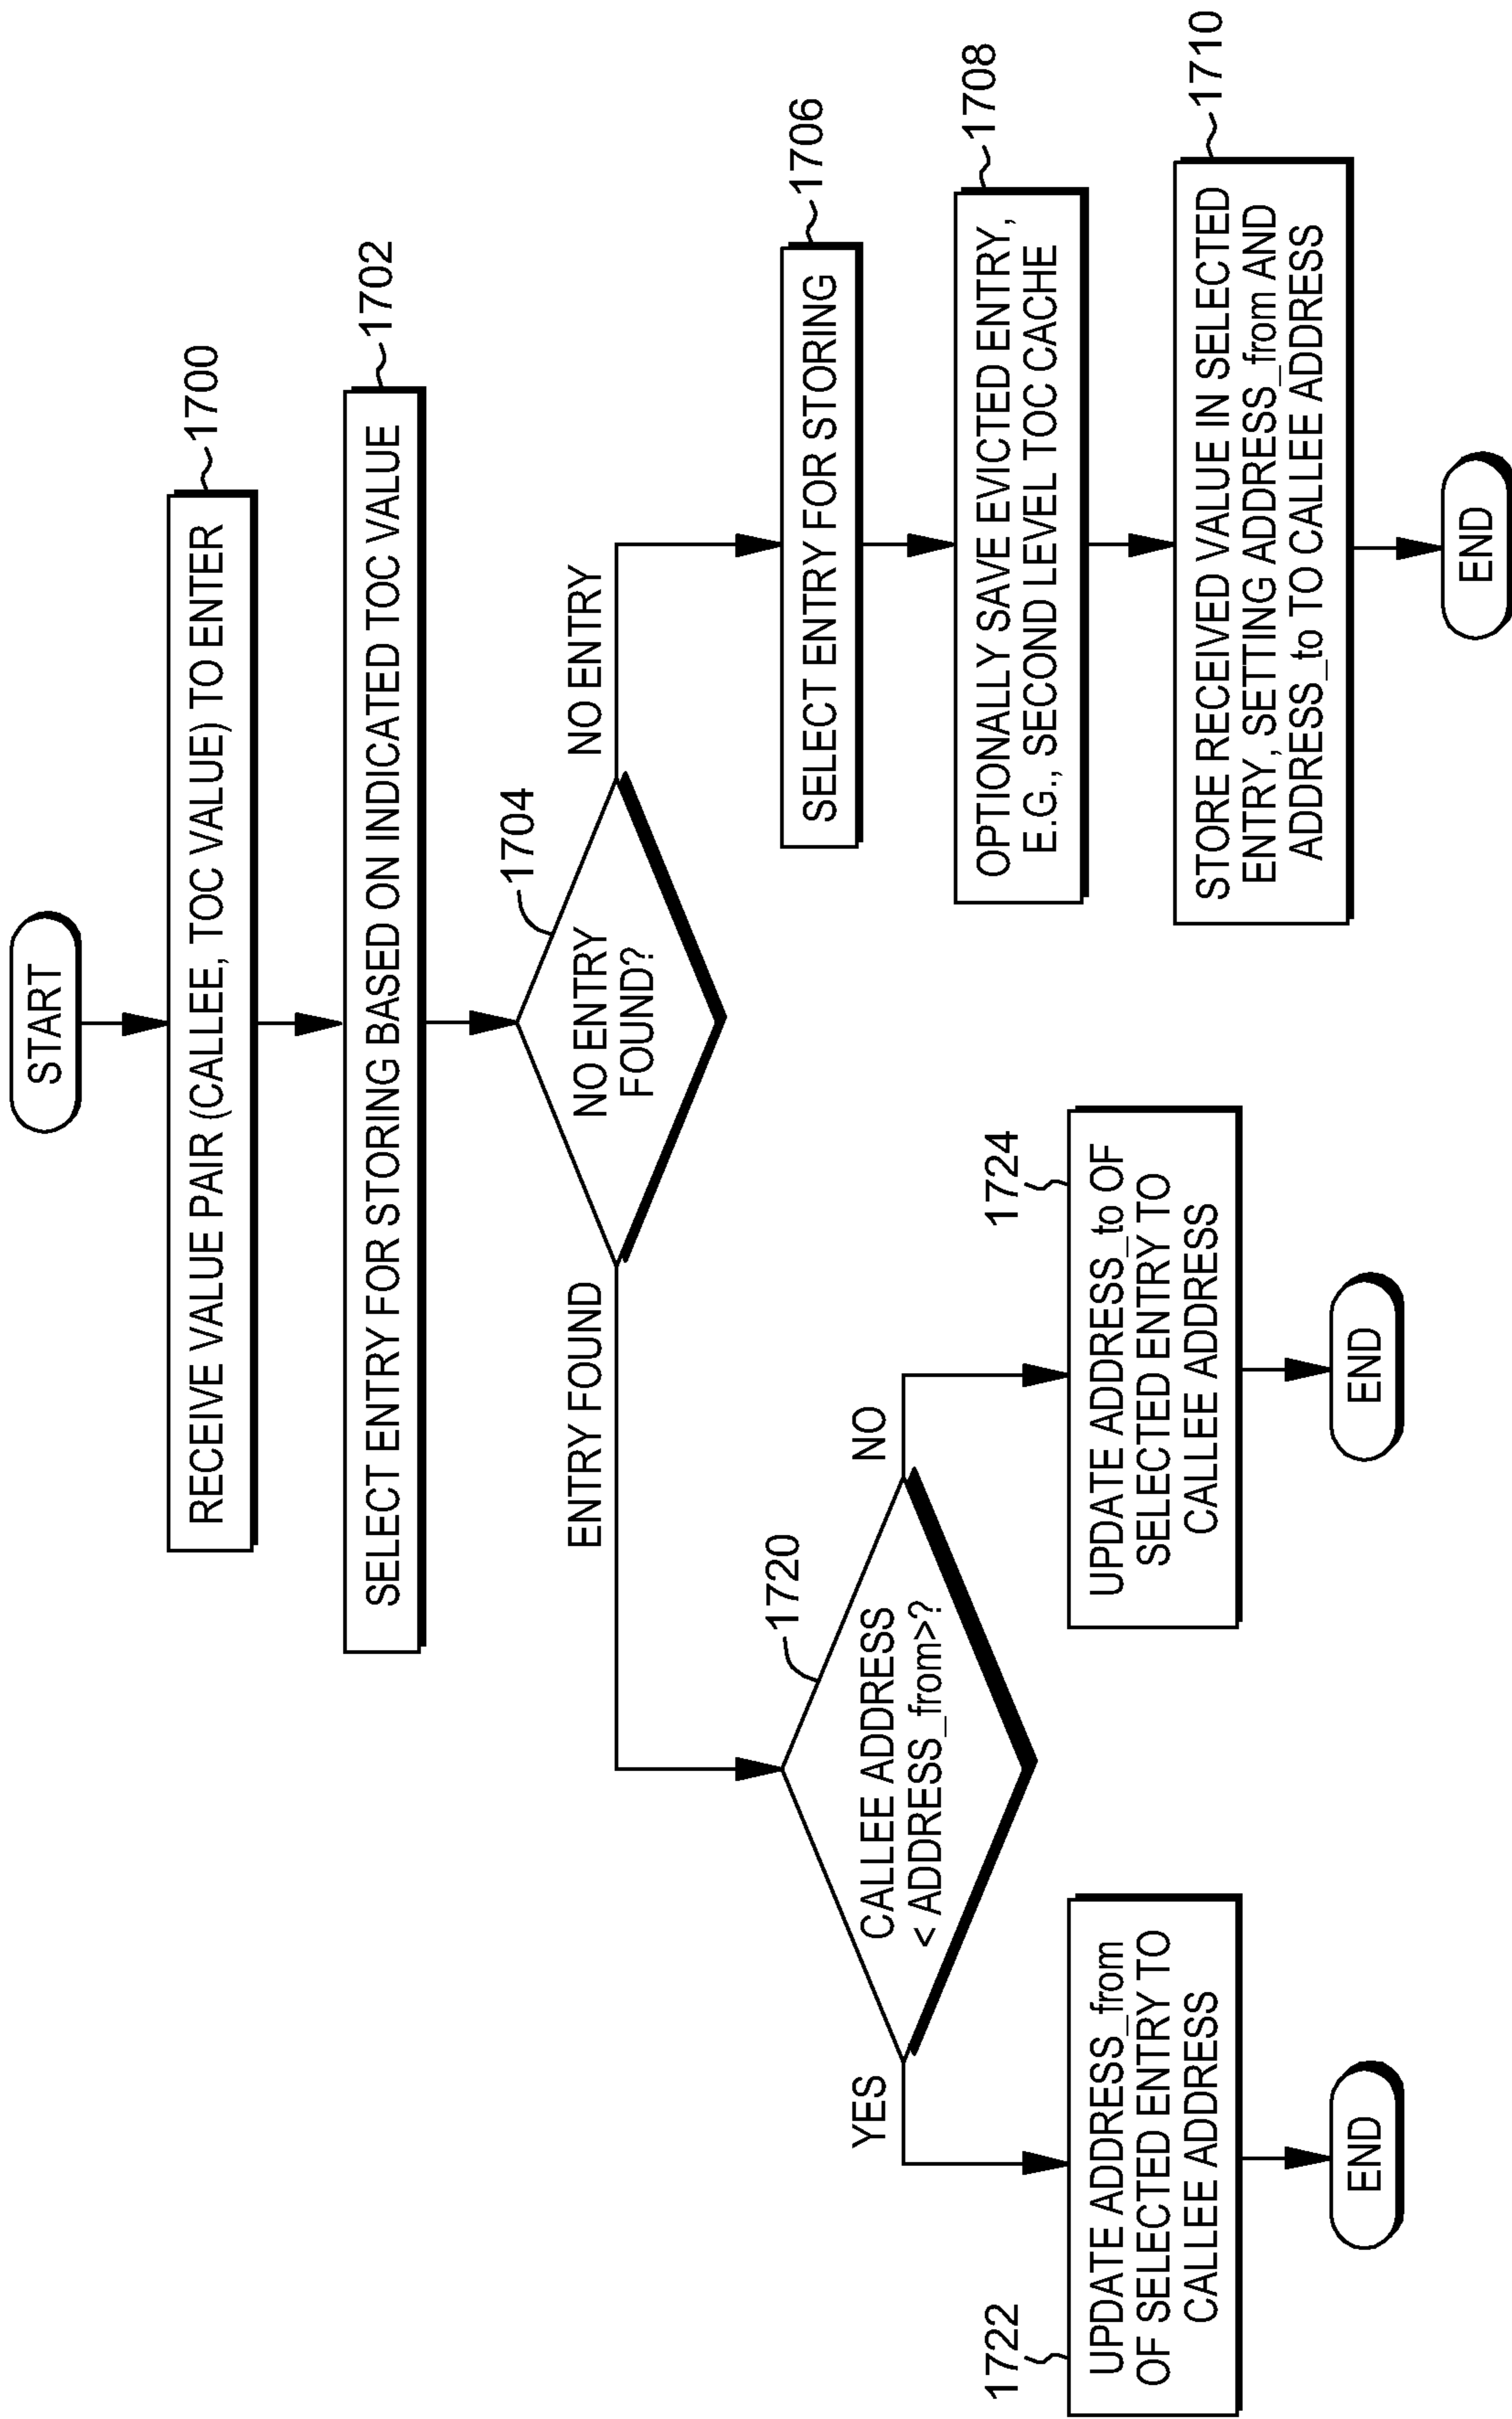 START
RECEIVE VALUE PAIR (CALLEE, TOC VALUE) TO ENTER
1700
SELECT ENTRY FOR STORING BASED ON INDICATED TOC VALUE
1702
NO ENTRY
FOUND?
1704
ENTRY FOUND
NO ENTRY
CALLEE ADDRESS
< ADDRESS_from>?
1720
YES
NO
1722
UPDATE ADDRESS_from
OF SELECTED ENTRY TO
CALLEE ADDRESS
END
1724
UPDATE ADDRESS_to OF
SELECTED ENTRY TO
CALLEE ADDRESS
END
SELECT ENTRY FOR STORING
1706
OPTIONALLY SAVE EVICTED ENTRY,
E.G., SECOND LEVEL TOC CACHE
1708
STORE RECEIVED VALUE IN SELECTED
ENTRY, SETTING ADDRESS_from AND
ADDRESS_to TO CALLEE ADDRESS
1710
END